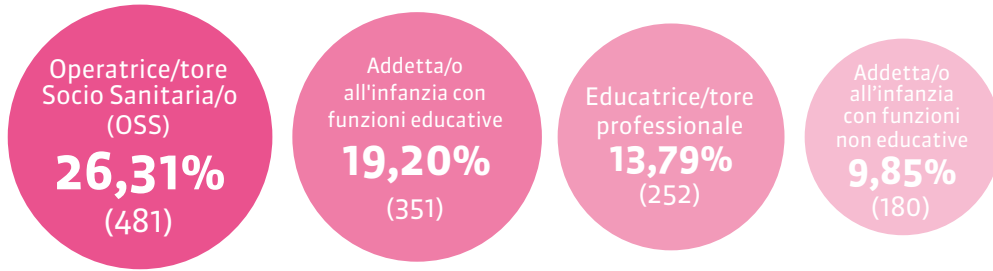 Operatrice/tore
Socio Sanitaria/o
(OSS)
26,31%
(481)
Addetta/o
all'infanzia con
funzioni educative
19,20%
(351)
Educatrice/tore
professionale
13,79%
(252)
Addetta/o
all'infanzia
con funzioni
non educative
9,85%
(180)